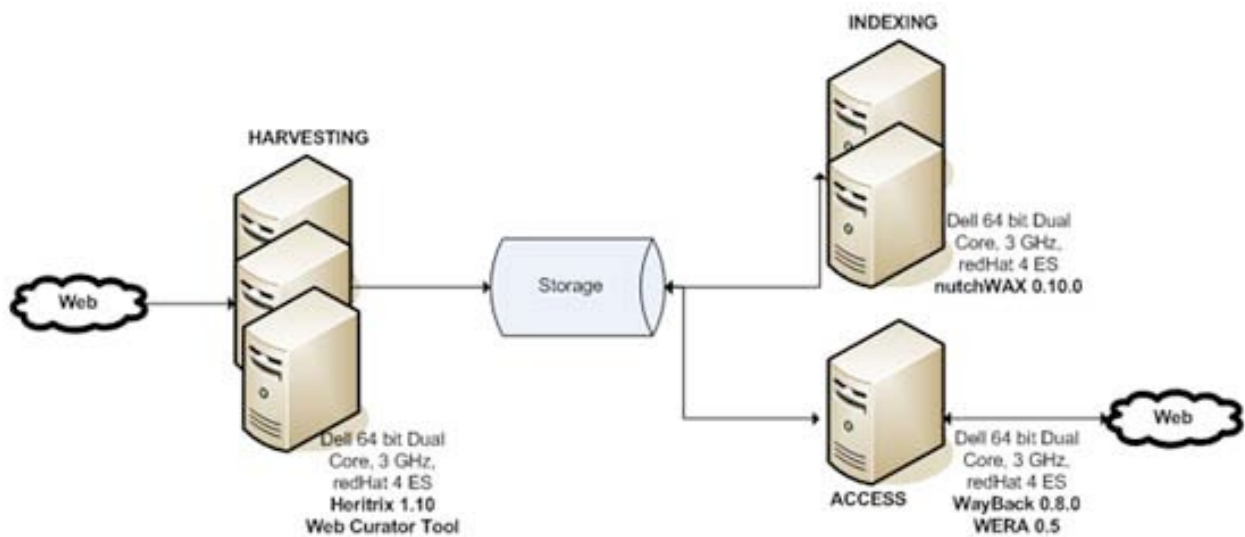 INDEXING
HARVESTING
Dell 64 bit Dual
Core, 3 GHz,
redHat 4 ES
nutchWAX 0.10.0
Web
Storage
Dell 64 bit Dual
Core, 3 GHz,
redHat 4 ES
Heritrix 1.10
Web Curator Tool
ACCESS
Dell 64 bit Dual
Core, 3 GHz,
redHat 4 ES
WayBack 0.8.0
WERA 0.5
Web